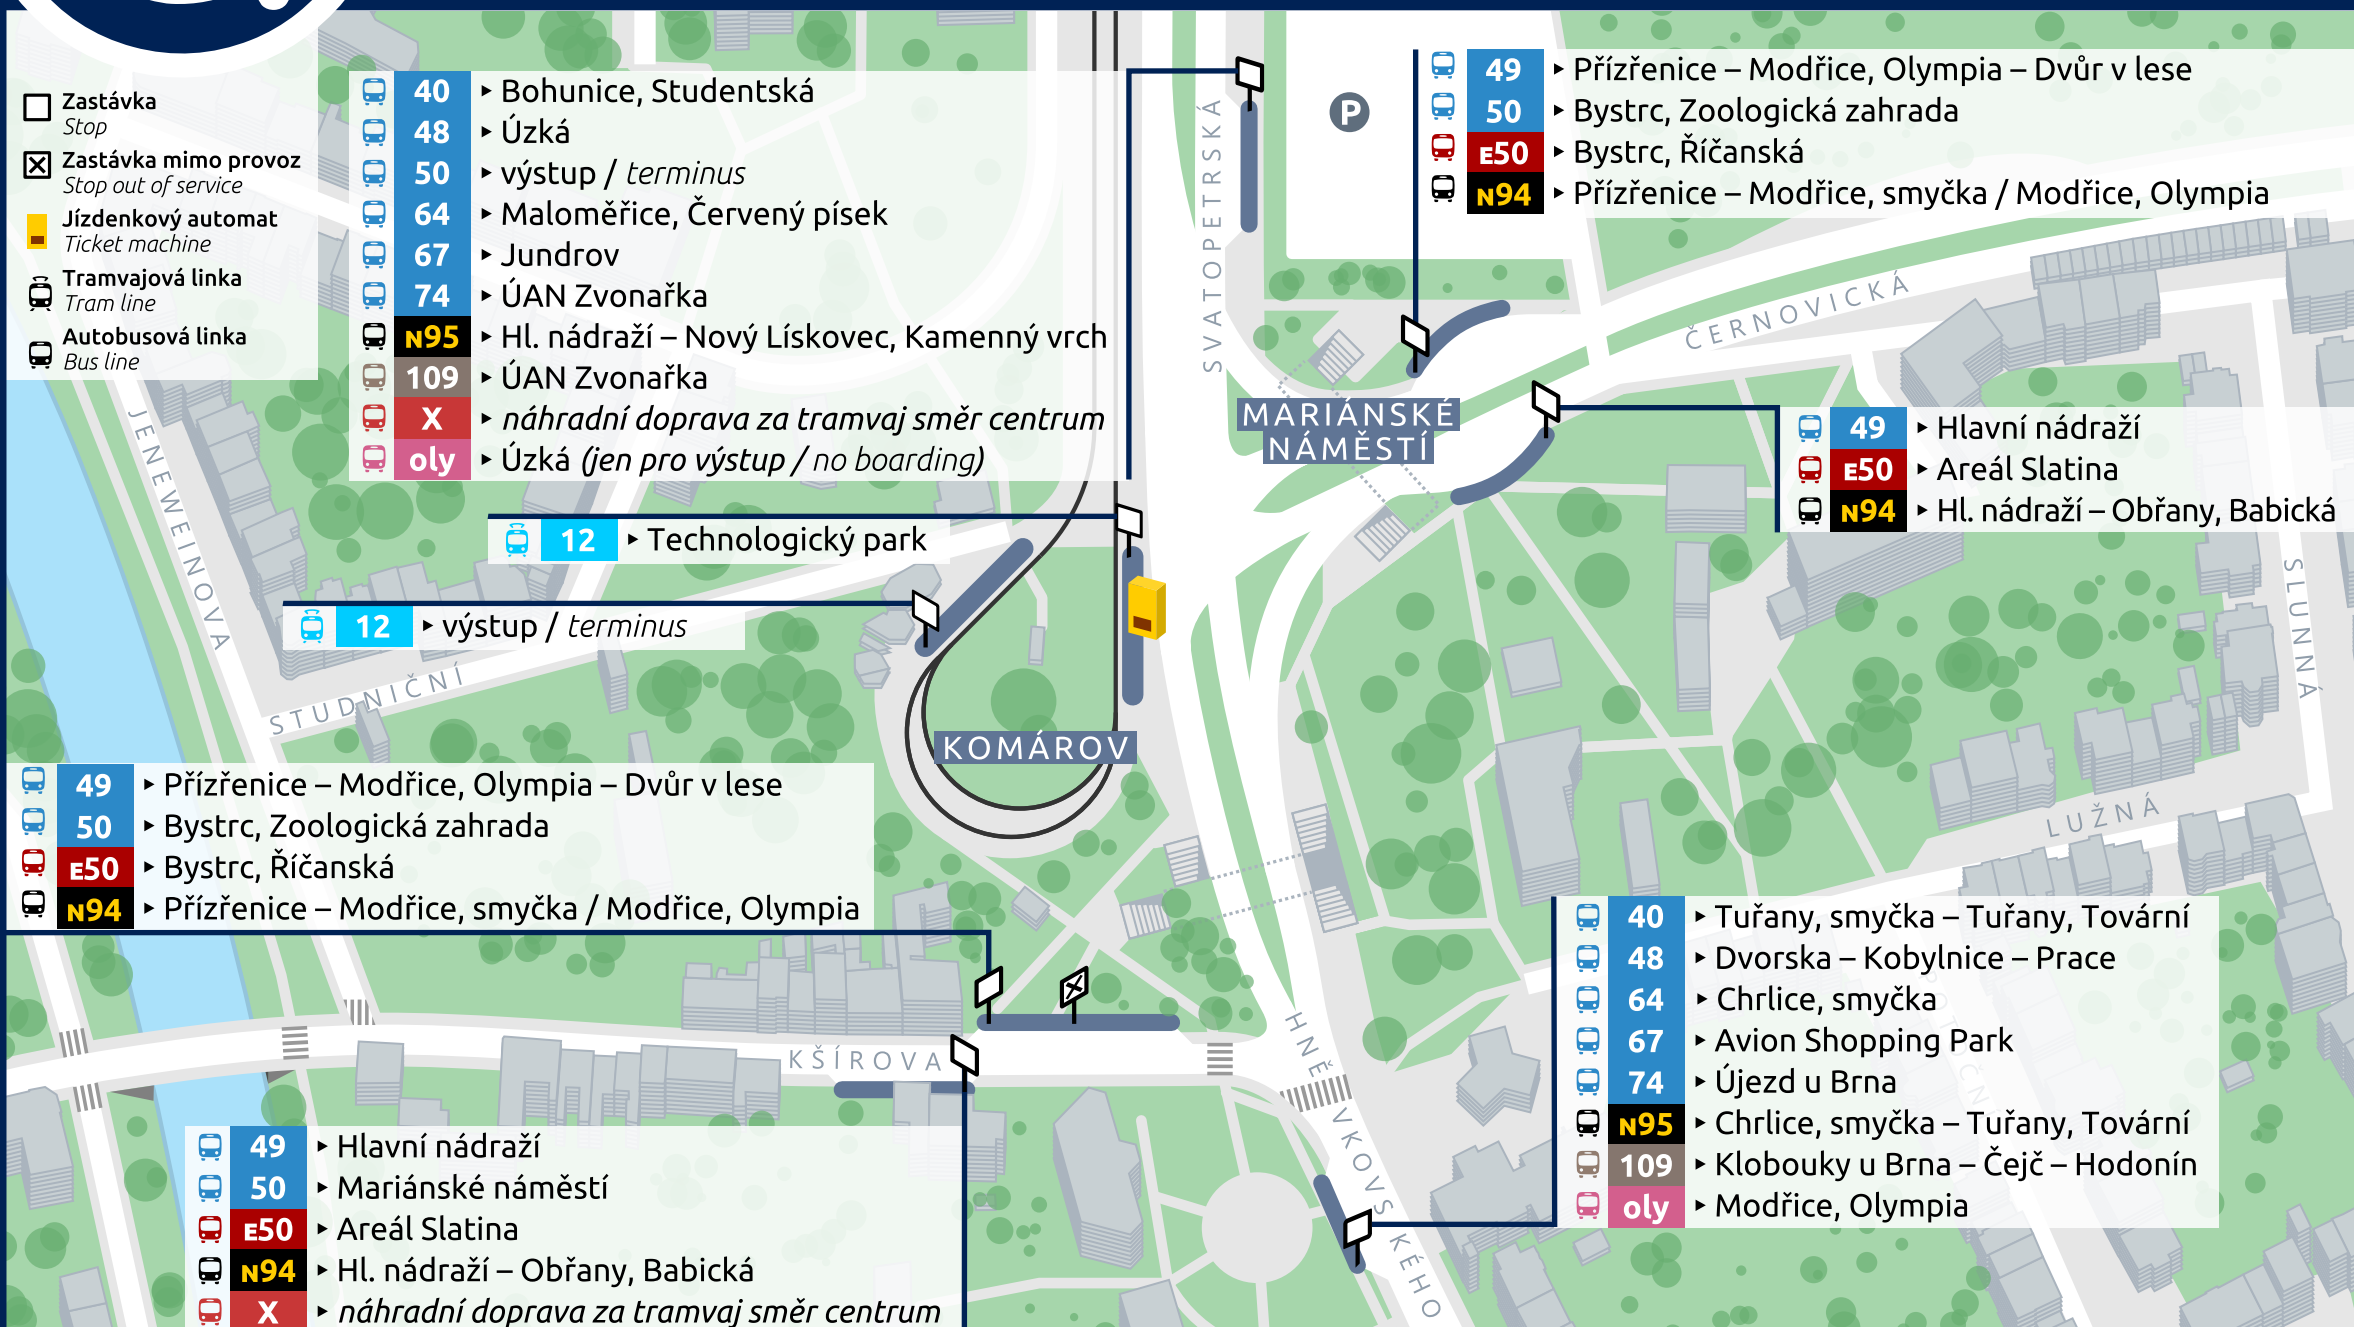 Zastávka
Stop
Zastávka mimo provoz
Stop out of service
Jízdenkový automat
Ticket machine
Tramvajová linka
Tram line
Autobusová linka
Bus line
40 ▸ Bohunice, Studentská
48 ▸ Úzká
50 ▸ výstup / terminus
64 ▸ Maloměřice, Červený písek
67 ▸ Jundrov
74 ▸ ÚAN Zvonařka
N95 ▸ Hl. nádraží – Nový Lískovec, Kamenný vrch
109 ▸ ÚAN Zvonařka
X ▸ náhradní doprava za tramvaj směr centrum
oly ▸ Úzká (jen pro výstup / no boarding)
P
49 ▸ Přízřenice – Modřice, Olympia – Dvůr v lese
50 ▸ Bystrc, Zoologická zahrada
E50 ▸ Bystrc, Říčanská
N94 ▸ Přízřenice – Modřice, smyčka / Modřice, Olympia
SVATOPETRSKÁ
ČERNOVICKÁ
MARIÁNSKÉ
NÁMĚSTÍ
49 ▸ Hlavní nádraží
E50 ▸ Areál Slatina
N94 ▸ Hl. nádraží – Obřany, Babická
JENEWEINOVA
12 ▸ Technologický park
12 ▸ výstup / terminus
STUDNIČNÍ
SLUNNÁ
KOMÁROV
LUŽNÁ
49 ▸ Přízřenice – Modřice, Olympia – Dvůr v lese
50 ▸ Bystrc, Zoologická zahrada
E50 ▸ Bystrc, Říčanská
N94 ▸ Přízřenice – Modřice, smyčka / Modřice, Olympia
40 ▸ Tuřany, smyčka – Tuřany, Tovární
48 ▸ Dvorska – Kobylnice – Prace
64 ▸ Chrlice, smyčka
67 ▸ Avion Shopping Park
74 ▸ Újezd u Brna
N95 ▸ Chrlice, smyčka – Tuřany, Tovární
109 ▸ Klobouky u Brna – Čejč – Hodonín
oly ▸ Modřice, Olympia
KŠÍROVA
HNĚVKOVSKÉHO
49 ▸ Hlavní nádraží
50 ▸ Mariánské náměstí
E50 ▸ Areál Slatina
N94 ▸ Hl. nádraží – Obřany, Babická
X ▸ náhradní doprava za tramvaj směr centrum